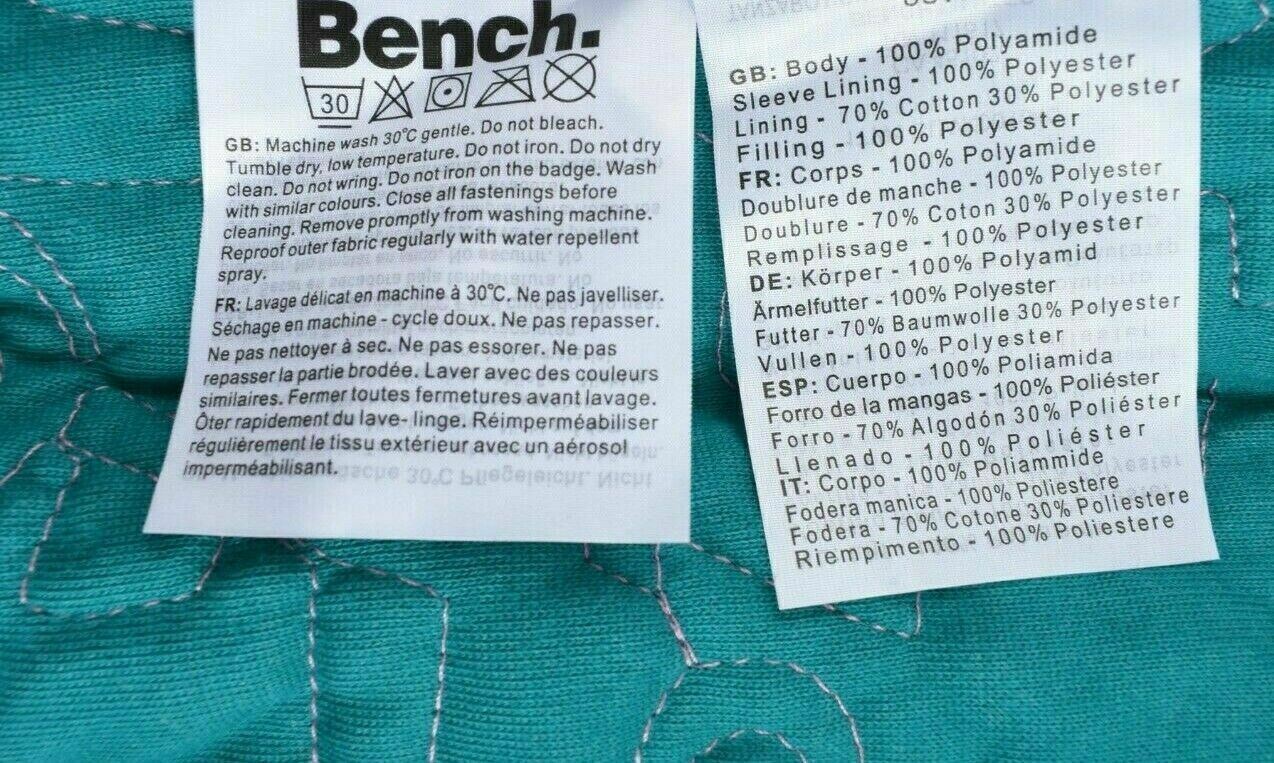 Bench.
30
GB: Machine wash 30°C gentle. Do not bleach.
Tumble dry, low temperature. Do not iron. Do not dry
clean. Do not wring. Do not iron on the badge. Wash
with similar colours. Close all fastenings before
cleaning. Remove promptly from washing machine.
Reproof outer fabric regularly with water repellent
spray.
FR: Lavage délicat en machine à 30°C. Ne pas javelliser.
Séchage en machine - cycle doux. Ne pas repasser.
Ne pas nettoyer à sec. Ne pas essorer. Ne pas
repasser la partie brodée. Laver avec des couleurs
similaires. Fermer toutes fermetures avant lavage.
Ôter rapidement du lave- linge. Réimperméabiliser
régulièrement le tissu extérieur avec un aérosol
imperméabilisant.
GB: Body - 100% Polyamide
Sleeve Lining - 100% Polyester
Lining - 70% Cotton 30% Polyester
Filling - 100% Polyester
FR: Corps - 100% Polyamide
Doublure de manche - 100% Polyester
Doublure - 70% Coton 30% Polyester
Remplissage - 100% Polyester
DE: Körper - 100% Polyamid
Ärmelfutter - 100% Polyester
Futter - 70% Baumwolle 30% Polyester
Vullen - 100% Polyester
ESP: Cuerpo - 100% Poliamida
Forro de la mangas - 100% Poliéster
Forro - 70% Algodón 30% Poliéster
Llenado - 100% Poliéster
IT: Corpo - 100% Poliammide
Fodera manica - 100% Poliestere
Fodera - 70% Cotone 30% Poliestere
Riempimento - 100% Poliestere